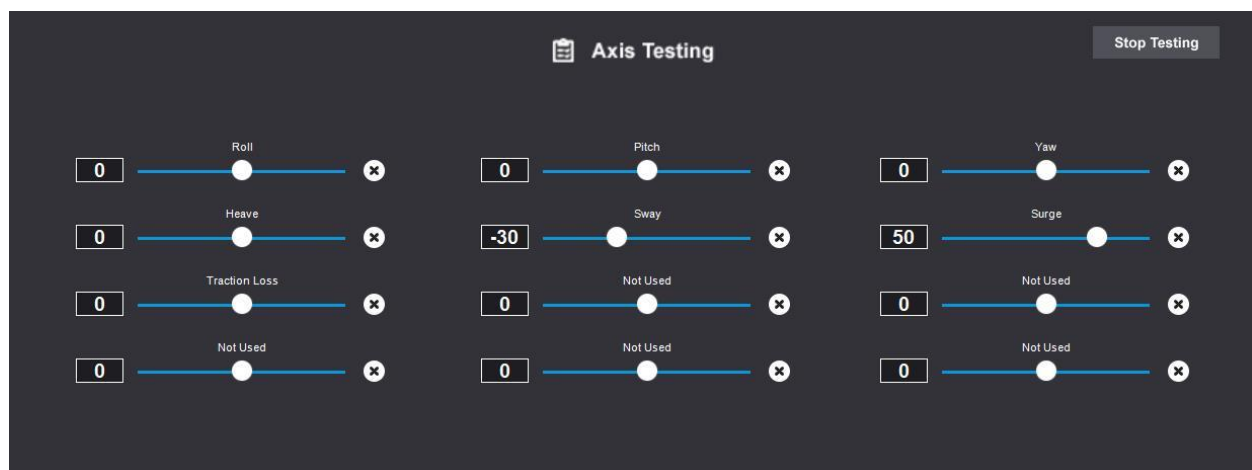 Axis Testing
Stop Testing
Roll
Pitch
Yaw
0
0
0
Heave
Sway
Surge
0
-30
50
Traction Loss
Not Used
Not Used
0
0
0
Not Used
Not Used
Not Used
0
0
0